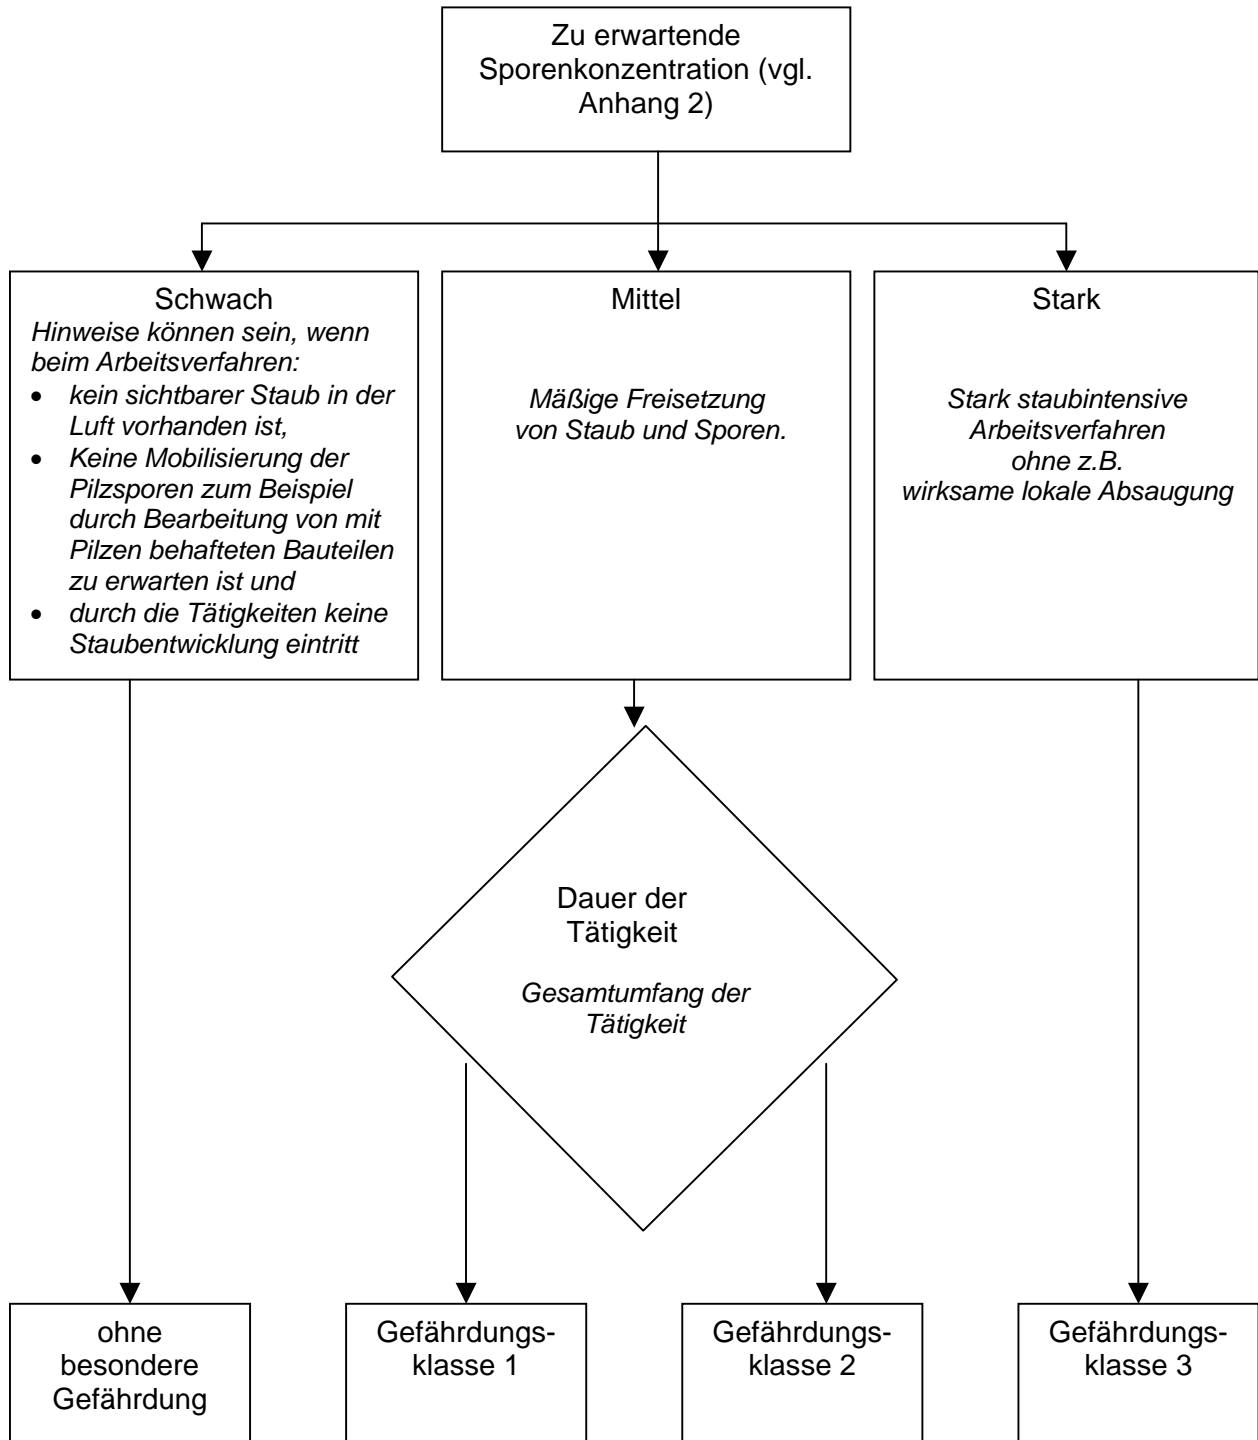 Zu erwartende
Sporenkonzentration (vgl.
Anhang 2)
Schwach
Hinweise können sein, wenn
beim Arbeitsverfahren:
• kein sichtbarer Staub in der
Luft vorhanden ist,
• Keine Mobilisierung der
Pilzsporen zum Beispiel
durch Bearbeitung von mit
Pilzen behafteten Bauteilen
zu erwarten ist und
• durch die Tätigkeiten keine
Staubentwicklung eintritt
Mittel
Mäßige Freisetzung
von Staub und Sporen.
Stark
Stark staubintensive
Arbeitsverfahren
ohne z.B.
wirksame lokale Absaugung
Dauer der
Tätigkeit
Gesamtumfang der
Tätigkeit
ohne
besondere
Gefährdung
Gefährdungs-
klasse 1
Gefährdungs-
klasse 2
Gefährdungs-
klasse 3